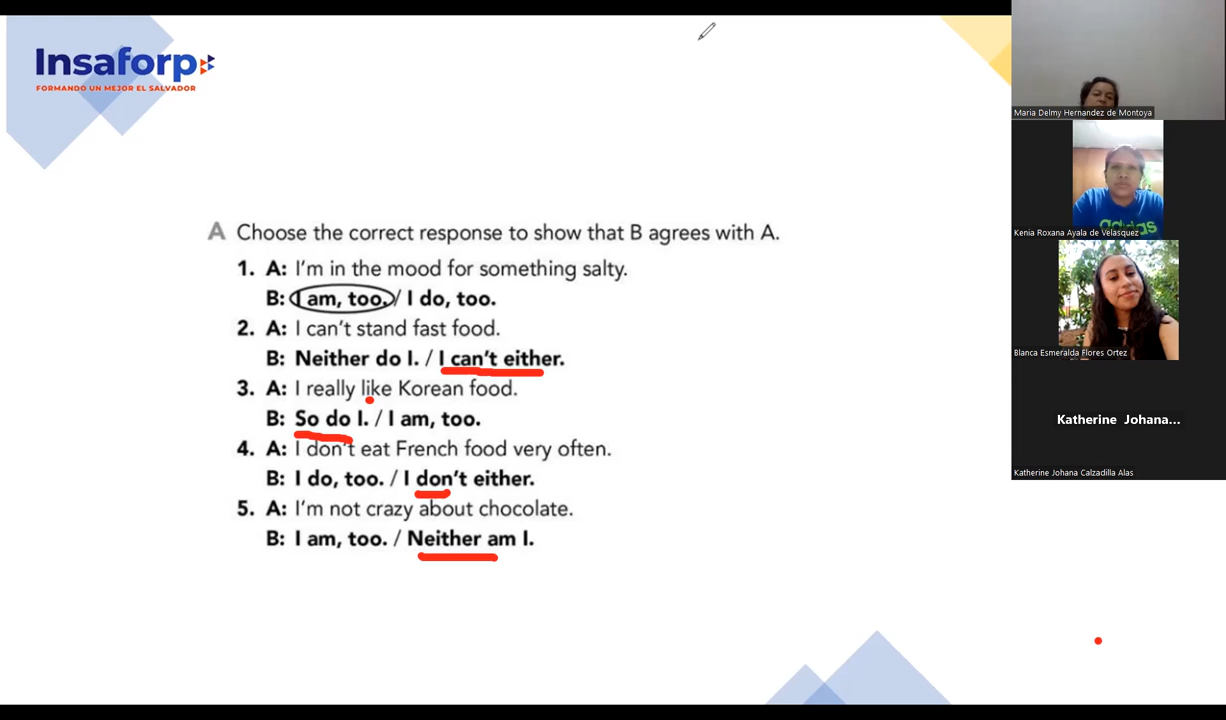 Insaforp
FORMANDO UN MEJOR EL SALVADOR
A Choose the correct response to show that B agrees with A.
1. A: I'm in the mood for something salty.
B: I am, too. / I do, too.
2. A: I can't stand fast food.
B: Neither do I. / I can't either.
3. A: I really like Korean food.
B: So do I. / I am, too.
4. A: I don't eat French food very often.
B: I do, too. / I don't either.
5. A: I'm not crazy about chocolate.
B: I am, too. / Neither am I.
Maria Delmy Hernandez de Montoya
adidas
Kenia Roxana Ayala de Velasquez
Blanca Esmeralda Flores Ortez
Katherine Johana...
Katherine Johana Calzadilla Alas